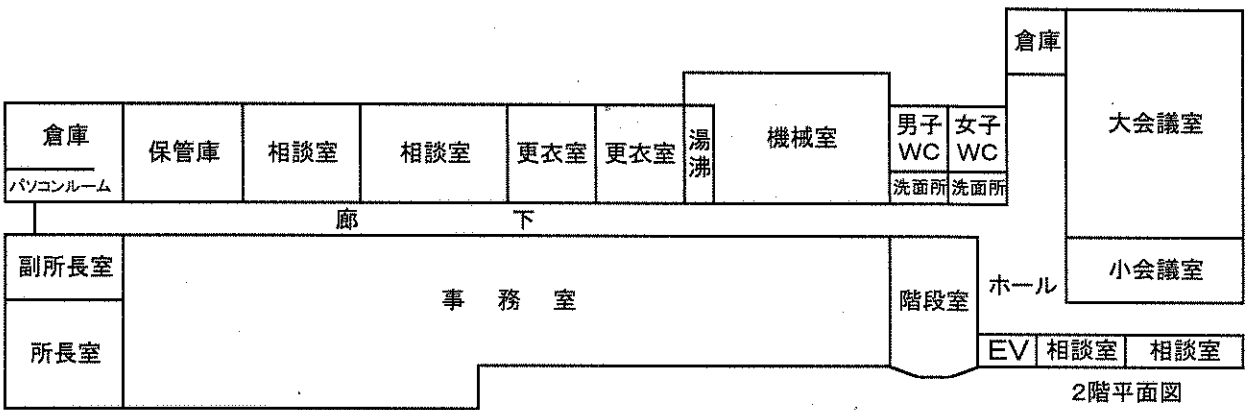 倉庫
大会議室
倉庫
パソコンルーム
保管庫
相談室
相談室
更衣室
更衣室
湯沸
機械室
男子WC
女子WC
洗面所
洗面所
廊下
副所長室
所長室
事務室
階段室
ホール
小会議室
EV
相談室
相談室
2階平面図